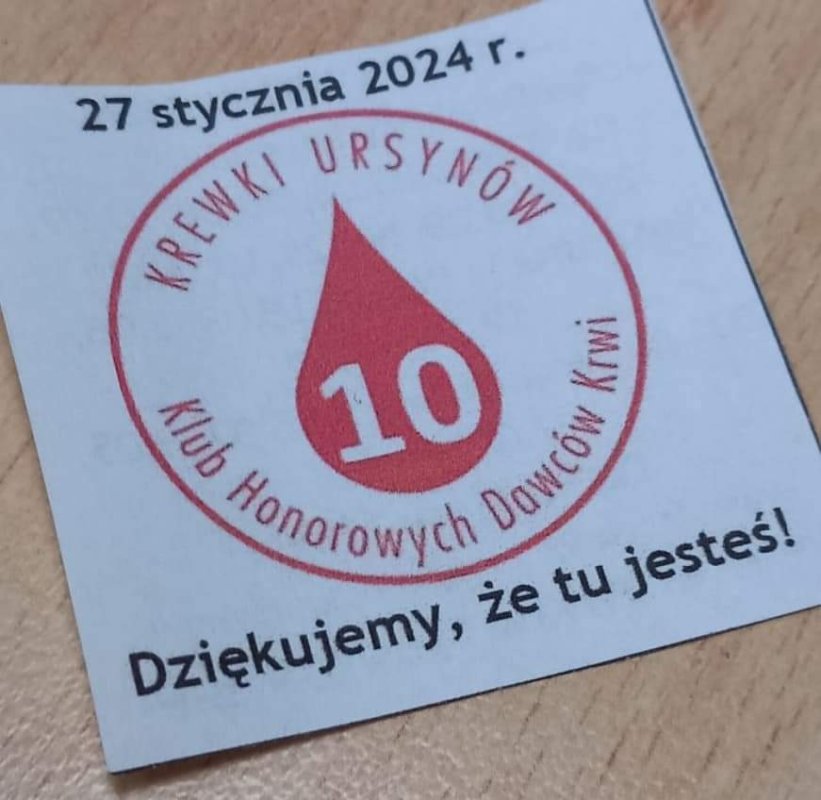 27 stycznia 2024 r.
KREWKI URSYNÓW
10
Klub Honorowych Dawców Krwi
Dziękujemy, że tu jesteś!